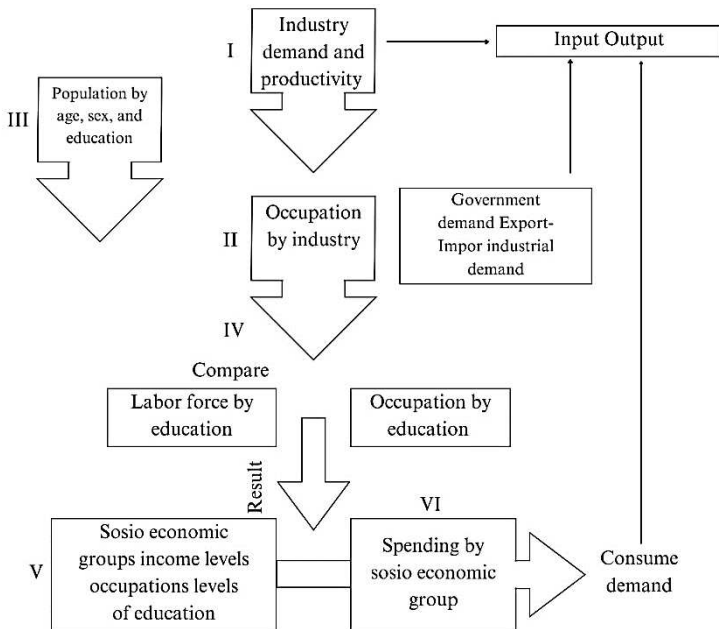 I
Industry
demand and
productivity
Input Output
III
Population by
age, sex, and
education
II
Occupation
by industry
Government
demand Export-
Impor industrial
demand
IV
Compare
Labor force by
education
Occupation by
education
Result
V
Sosio economic
groups income levels
occupations levels
of education
VI
Spending by
sosio economic
group
Consume
demand